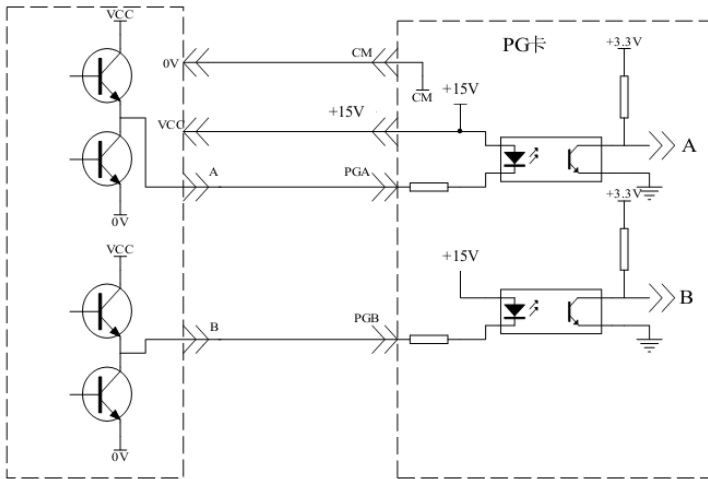 VCC
0V
CM
PG卡
+3.3V
CM
+15V
VCC
+15V
A
A
PGA
0V
+3.3V
VCC
+15V
B
B
PGB
0V